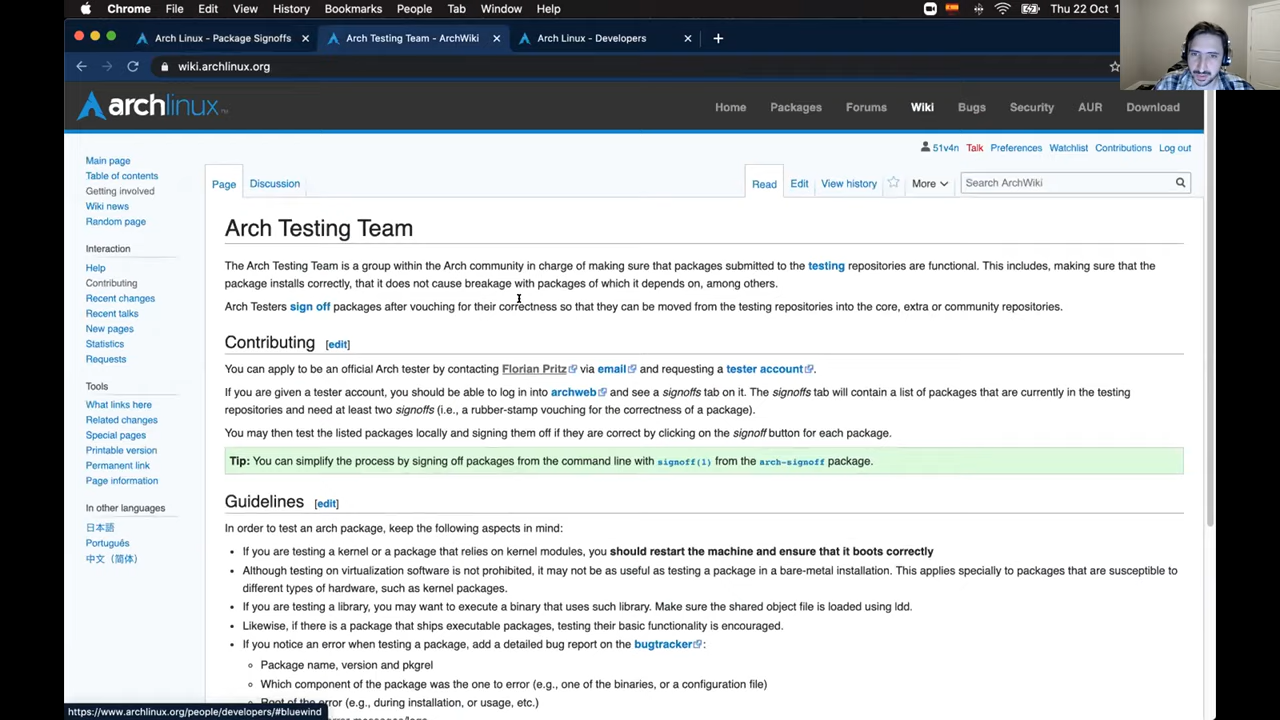 Chrome File Edit View History Bookmarks People Tab Window Help Thu 22 Oct 1
Arch Linux - Package Signoffs × Arch Testing Team - ArchWiki × Arch Linux - Developers × +
wiki.archlinux.org
archlinux™ Home Packages Forums Wiki Bugs Security AUR Download
51v4n Talk Preferences Watchlist Contributions Log out
Main page
Table of contents
Getting involved
Wiki news
Random page
Interaction
Help
Contributing
Recent changes
Recent talks
New pages
Statistics
Requests
Tools
What links here
Related changes
Special pages
Printable version
Permanent link
Page information
In other languages
日本語
Português
中文（简体）
Page Discussion Read Edit View history More Search ArchWiki
Arch Testing Team
The Arch Testing Team is a group within the Arch community in charge of making sure that packages submitted to the testing repositories are functional. This includes, making sure that the
package installs correctly, that it does not cause breakage with packages of which it depends on, among others.
Arch Testers sign off packages after vouching for their correctness so that they can be moved from the testing repositories into the core, extra or community repositories.
Contributing [edit]
You can apply to be an official Arch tester by contacting Florian Pritz via email and requesting a tester account.
If you are given a tester account, you should be able to log in into archweb and see a signoffs tab on it. The signoffs tab will contain a list of packages that are currently in the testing
repositories and need at least two signoffs (i.e., a rubber-stamp vouching for the correctness of a package).
You may then test the listed packages locally and signing them off if they are correct by clicking on the signoff button for each package.
Tip: You can simplify the process by signing off packages from the command line with signoff(1) from the arch-signoff package.
Guidelines [edit]
In order to test an arch package, keep the following aspects in mind:
• If you are testing a kernel or a package that relies on kernel modules, you should restart the machine and ensure that it boots correctly
• Although testing on virtualization software is not prohibited, it may not be as useful as testing a package in a bare-metal installation. This applies specially to packages that are susceptible to
different types of hardware, such as kernel packages.
• If you are testing a library, you may want to execute a binary that uses such library. Make sure the shared object file is loaded using ldd.
• Likewise, if there is a package that ships executable packages, testing their basic functionality is encouraged.
• If you notice an error when testing a package, add a detailed bug report on the bugtracker:
Package name, version and pkgrel
Which component of the package was the one to error (e.g., one of the binaries, or a configuration file)
Root of the error (e.g., during installation, or usage, etc.)
https://www.archlinux.org/people/developers/#bluewind